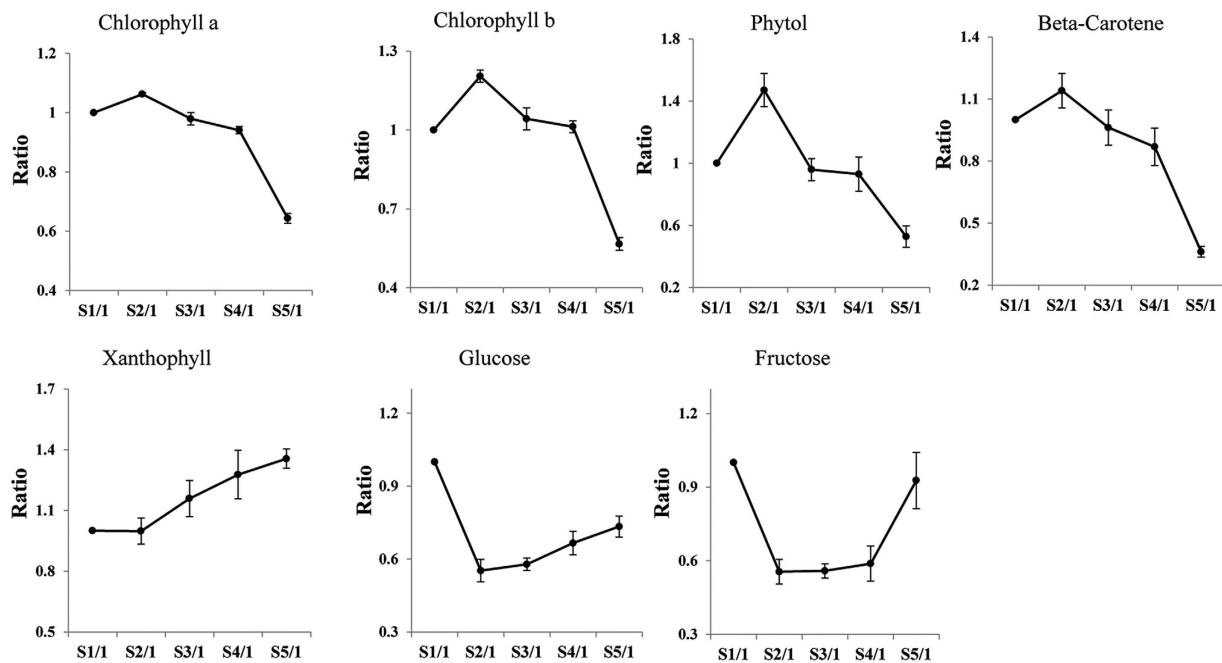 Chlorophyll a
1.2
1
0.8
0.6
0.4
Ratio
S1/1 S2/1 S3/1 S4/1 S5/1
Chlorophyll b
1.3
1
0.7
0.4
Ratio
S1/1 S2/1 S3/1 S4/1 S5/1
Phytol
1.8
1.4
1
0.6
0.2
Ratio
S1/1 S2/1 S3/1 S4/1 S5/1
Beta-Carotene
1.4
1.1
0.8
0.5
0.2
Ratio
S1/1 S2/1 S3/1 S4/1 S5/1
Xanthophyll
1.7
1.4
1.1
0.8
0.5
Ratio
S1/1 S2/1 S3/1 S4/1 S5/1
Glucose
1.2
0.9
0.6
0.3
Ratio
S1/1 S2/1 S3/1 S4/1 S5/1
Fructose
1.2
0.9
0.6
0.3
Ratio
S1/1 S2/1 S3/1 S4/1 S5/1